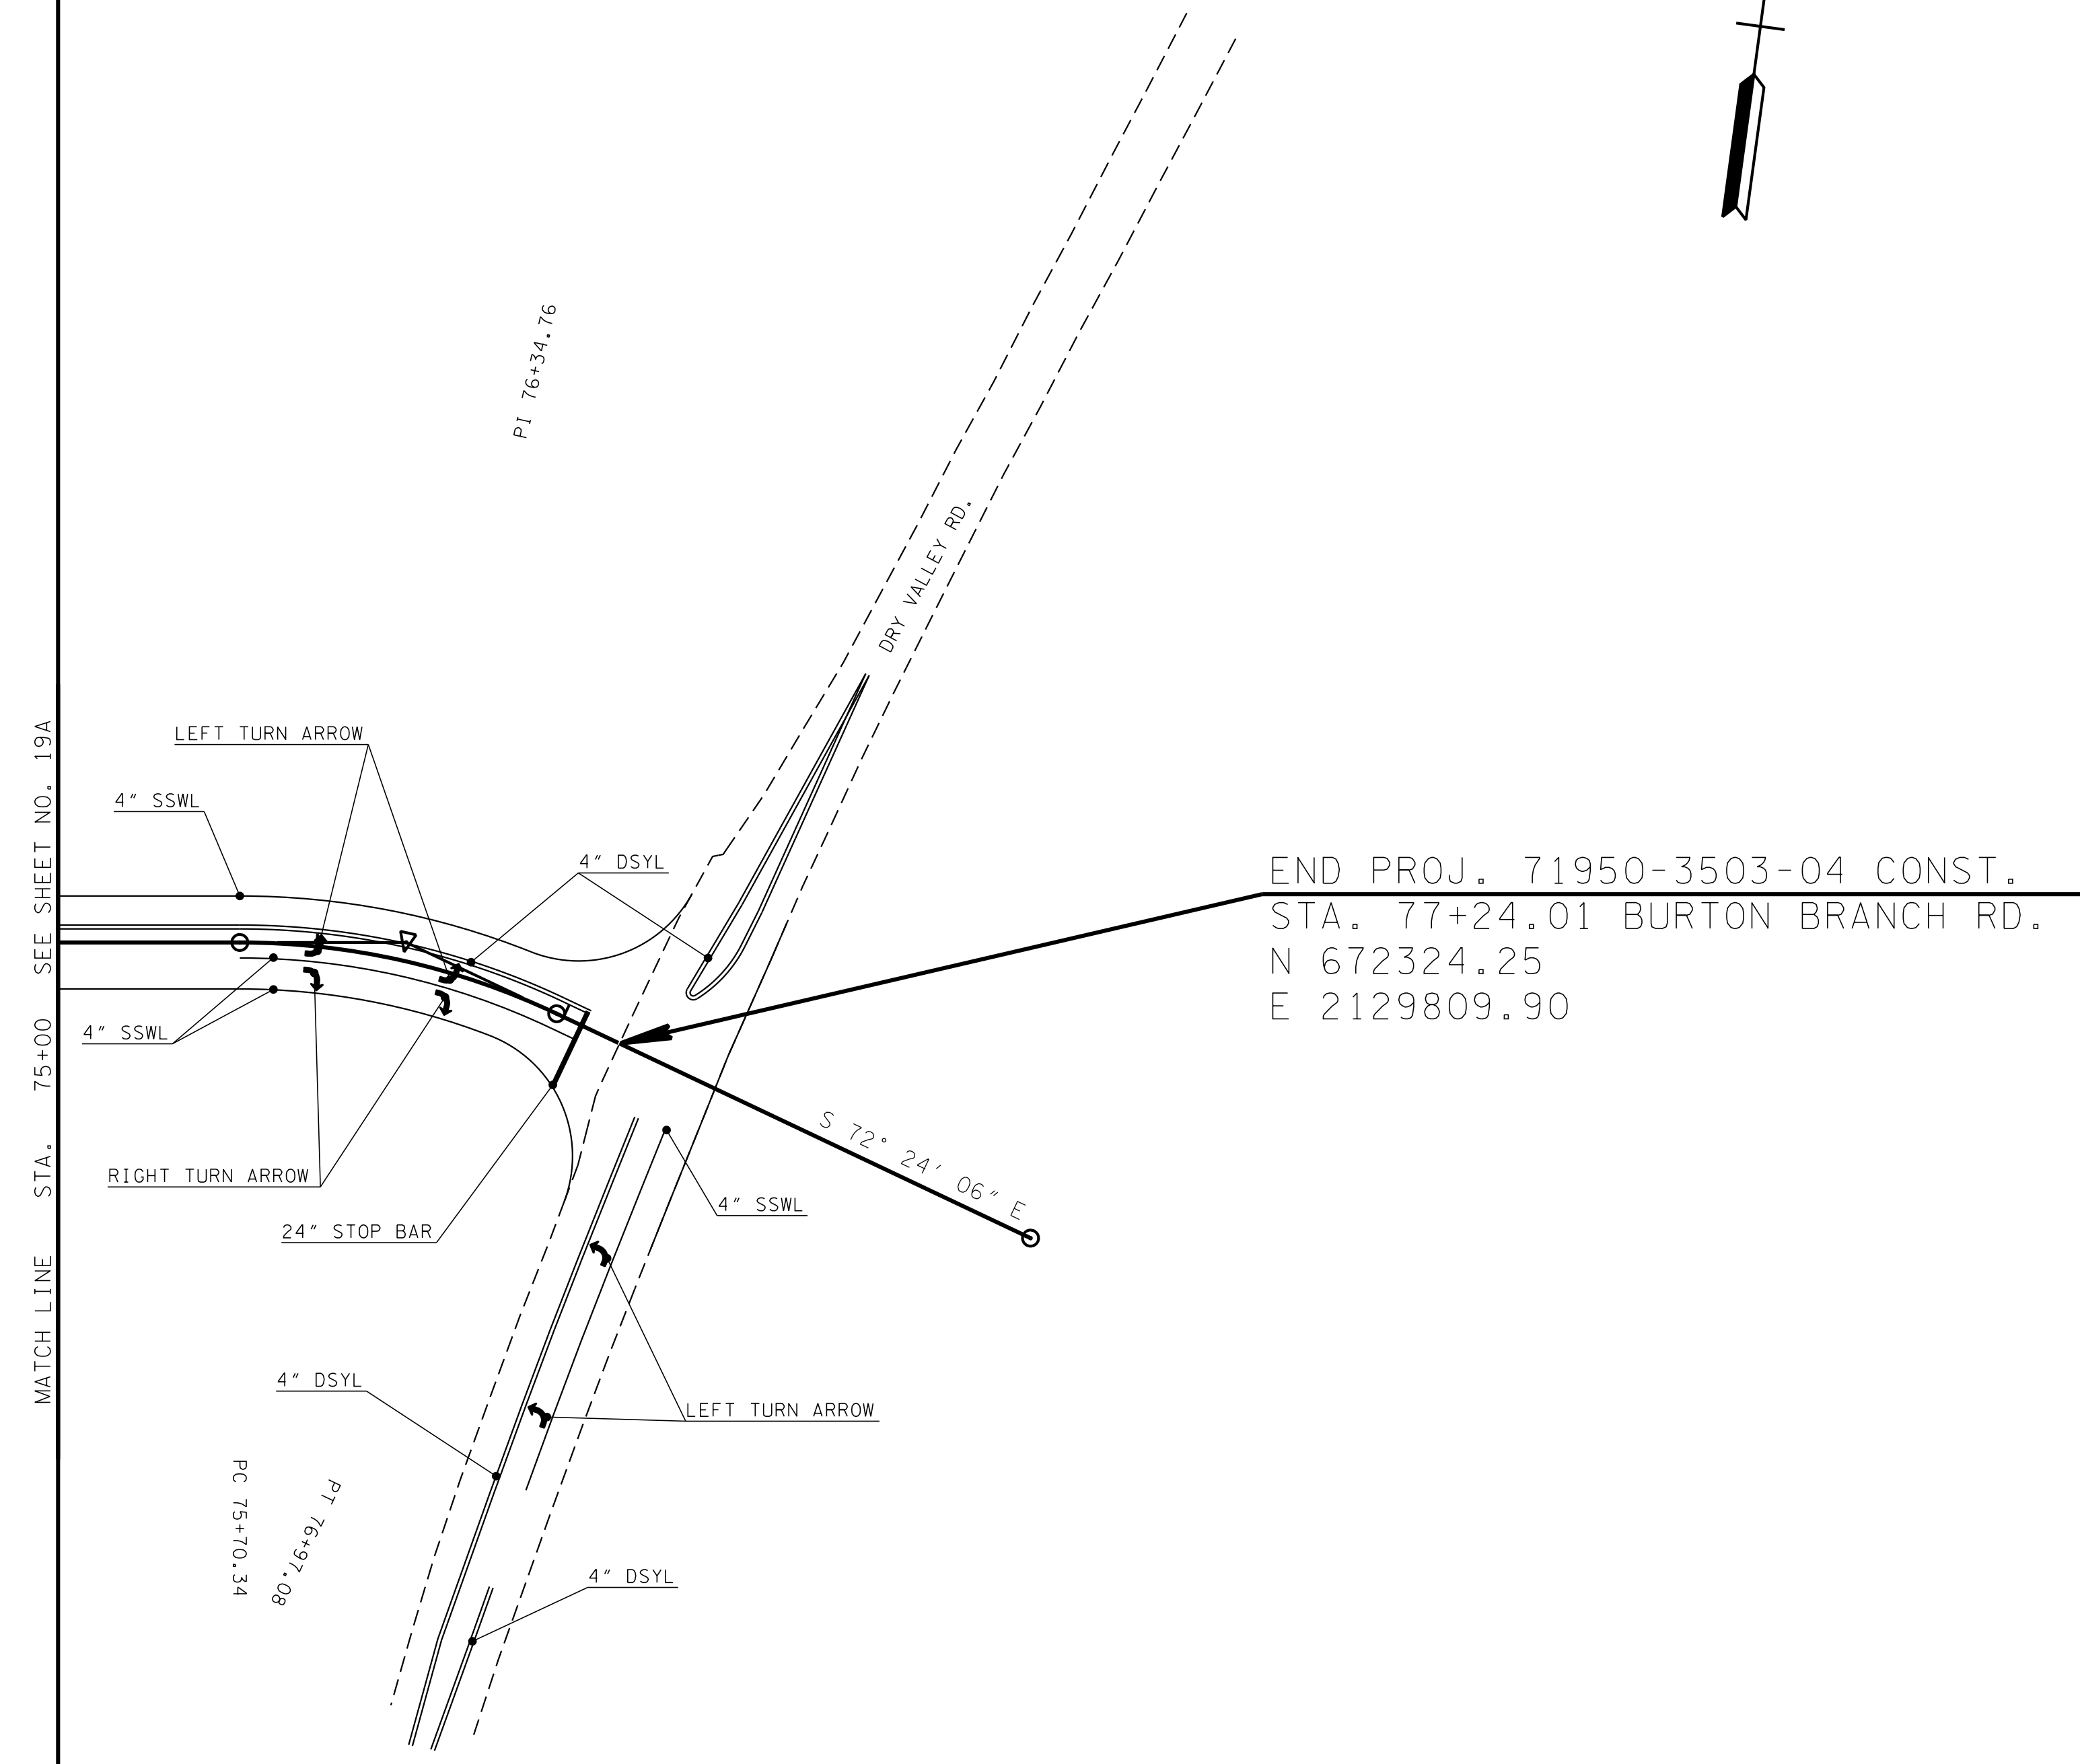 PI 76+34.76
DRY VALLEY RD.
LEFT TURN ARROW
4" SSWL
4" DSYL
END PROJ. 71950-3503-04 CONST.
STA. 77+24.01 BURTON BRANCH RD.
N 672324.25
E 2129809.90
MATCH LINE STA. 75+00 SEE SHEET NO. 19A
4" SSWL
S 72° 24' 06" E
RIGHT TURN ARROW
4" SSWL
24" STOP BAR
4" DSYL
LEFT TURN ARROW
PC 75+70.34
PT 76+97.08
4" DSYL